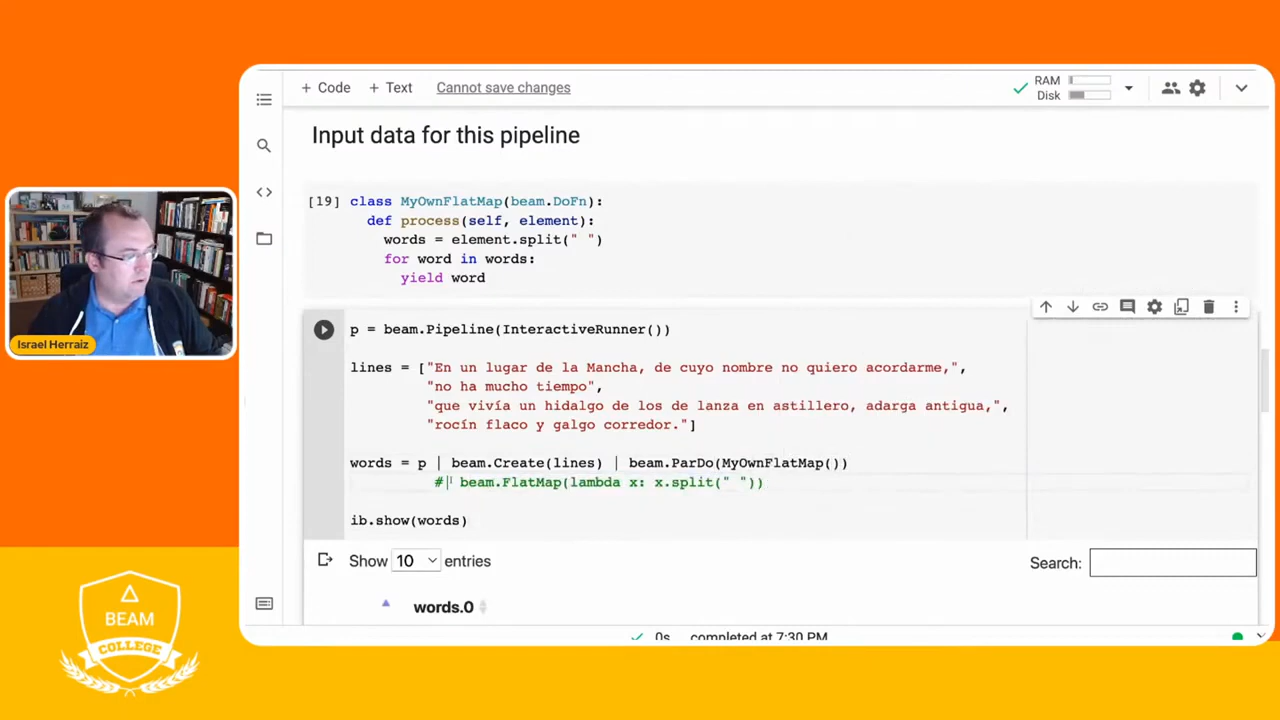 + Code + Text Cannot save changes
RAM
Disk
Input data for this pipeline
[19] class MyOwnFlatMap(beam.DoFn):
def process(self, element):
words = element.split(" ")
for word in words:
yield word
p = beam.Pipeline(InteractiveRunner())
lines = ["En un lugar de la Mancha, de cuyo nombre no quiero acordarme,",
"no ha mucho tiempo",
"que vivía un hidalgo de los de lanza en astillero, adarga antigua,",
"rocín flaco y galgo corredor."]
words = p | beam.Create(lines) | beam.ParDo(MyOwnFlatMap())
#| beam.FlatMap(lambda x: x.split(" "))
ib.show(words)
Show 10 entries
Search:
words.0
0s completed at 7:30 PM
Israel Herraiz
BEAM
COLLEGE